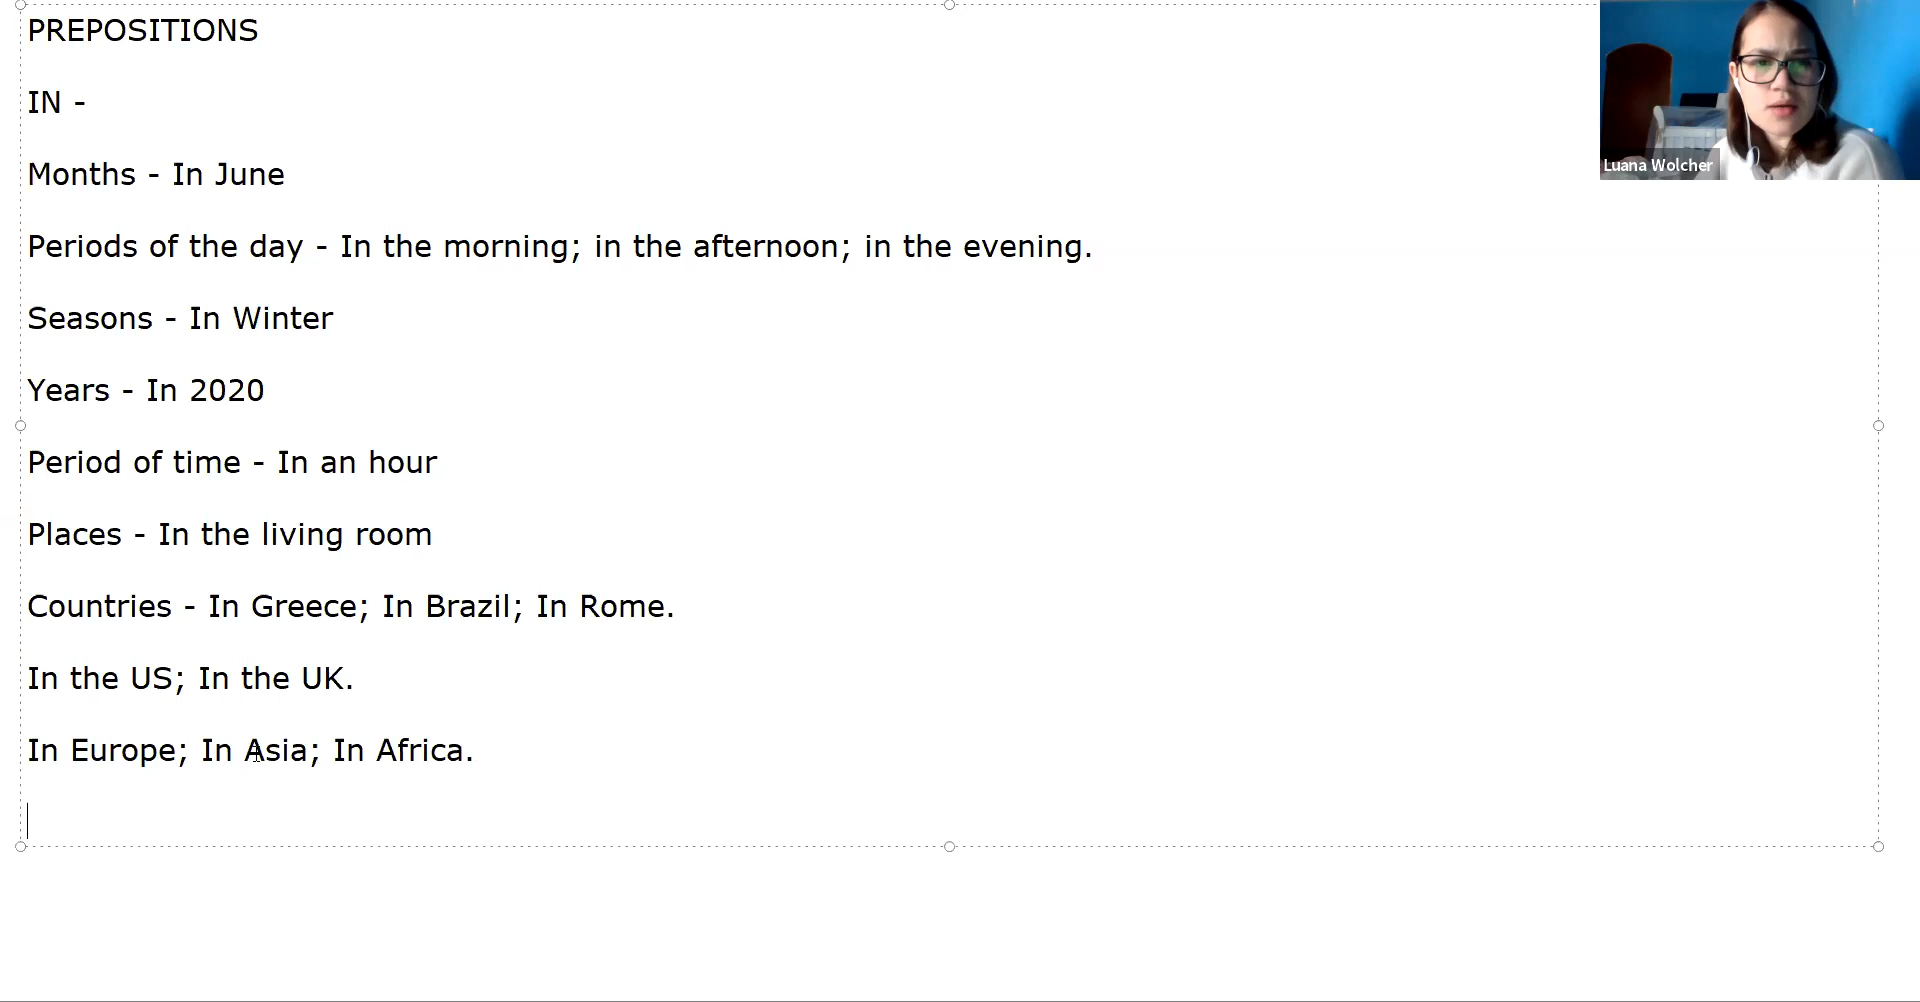 PREPOSITIONS
IN -
Months - In June
Periods of the day - In the morning; in the afternoon; in the evening.
Seasons - In Winter
Years - In 2020
Period of time - In an hour
Places - In the living room
Countries - In Greece; In Brazil; In Rome.
In the US; In the UK.
In Europe; In Asia; In Africa.
Luana Wolcher